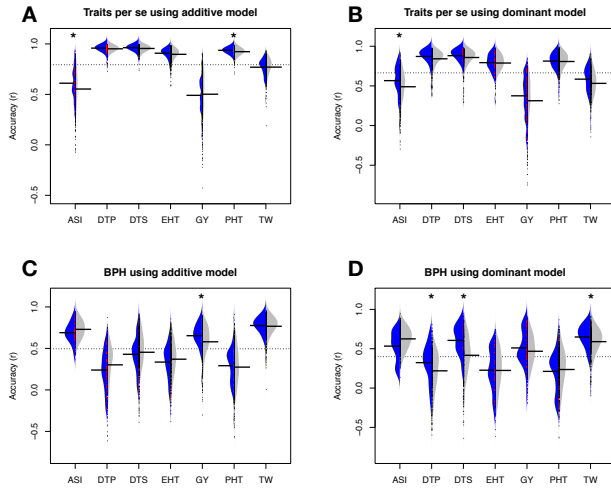 A
Traits per se using additive model
Accuracy (r)
1.0
0.5
0.0
−0.5
*
*
ASI DTP DTS EHT GY PHT TW
B
Traits per se using dominant model
Accuracy (r)
1.0
0.5
0.0
−0.5
*
ASI DTP DTS EHT GY PHT TW
C
BPH using additive model
Accuracy (r)
1.0
0.5
0.0
−0.5
*
ASI DTP DTS EHT GY PHT TW
D
BPH using dominant model
Accuracy (r)
1.0
0.5
0.0
−0.5
*
*
*
ASI DTP DTS EHT GY PHT TW